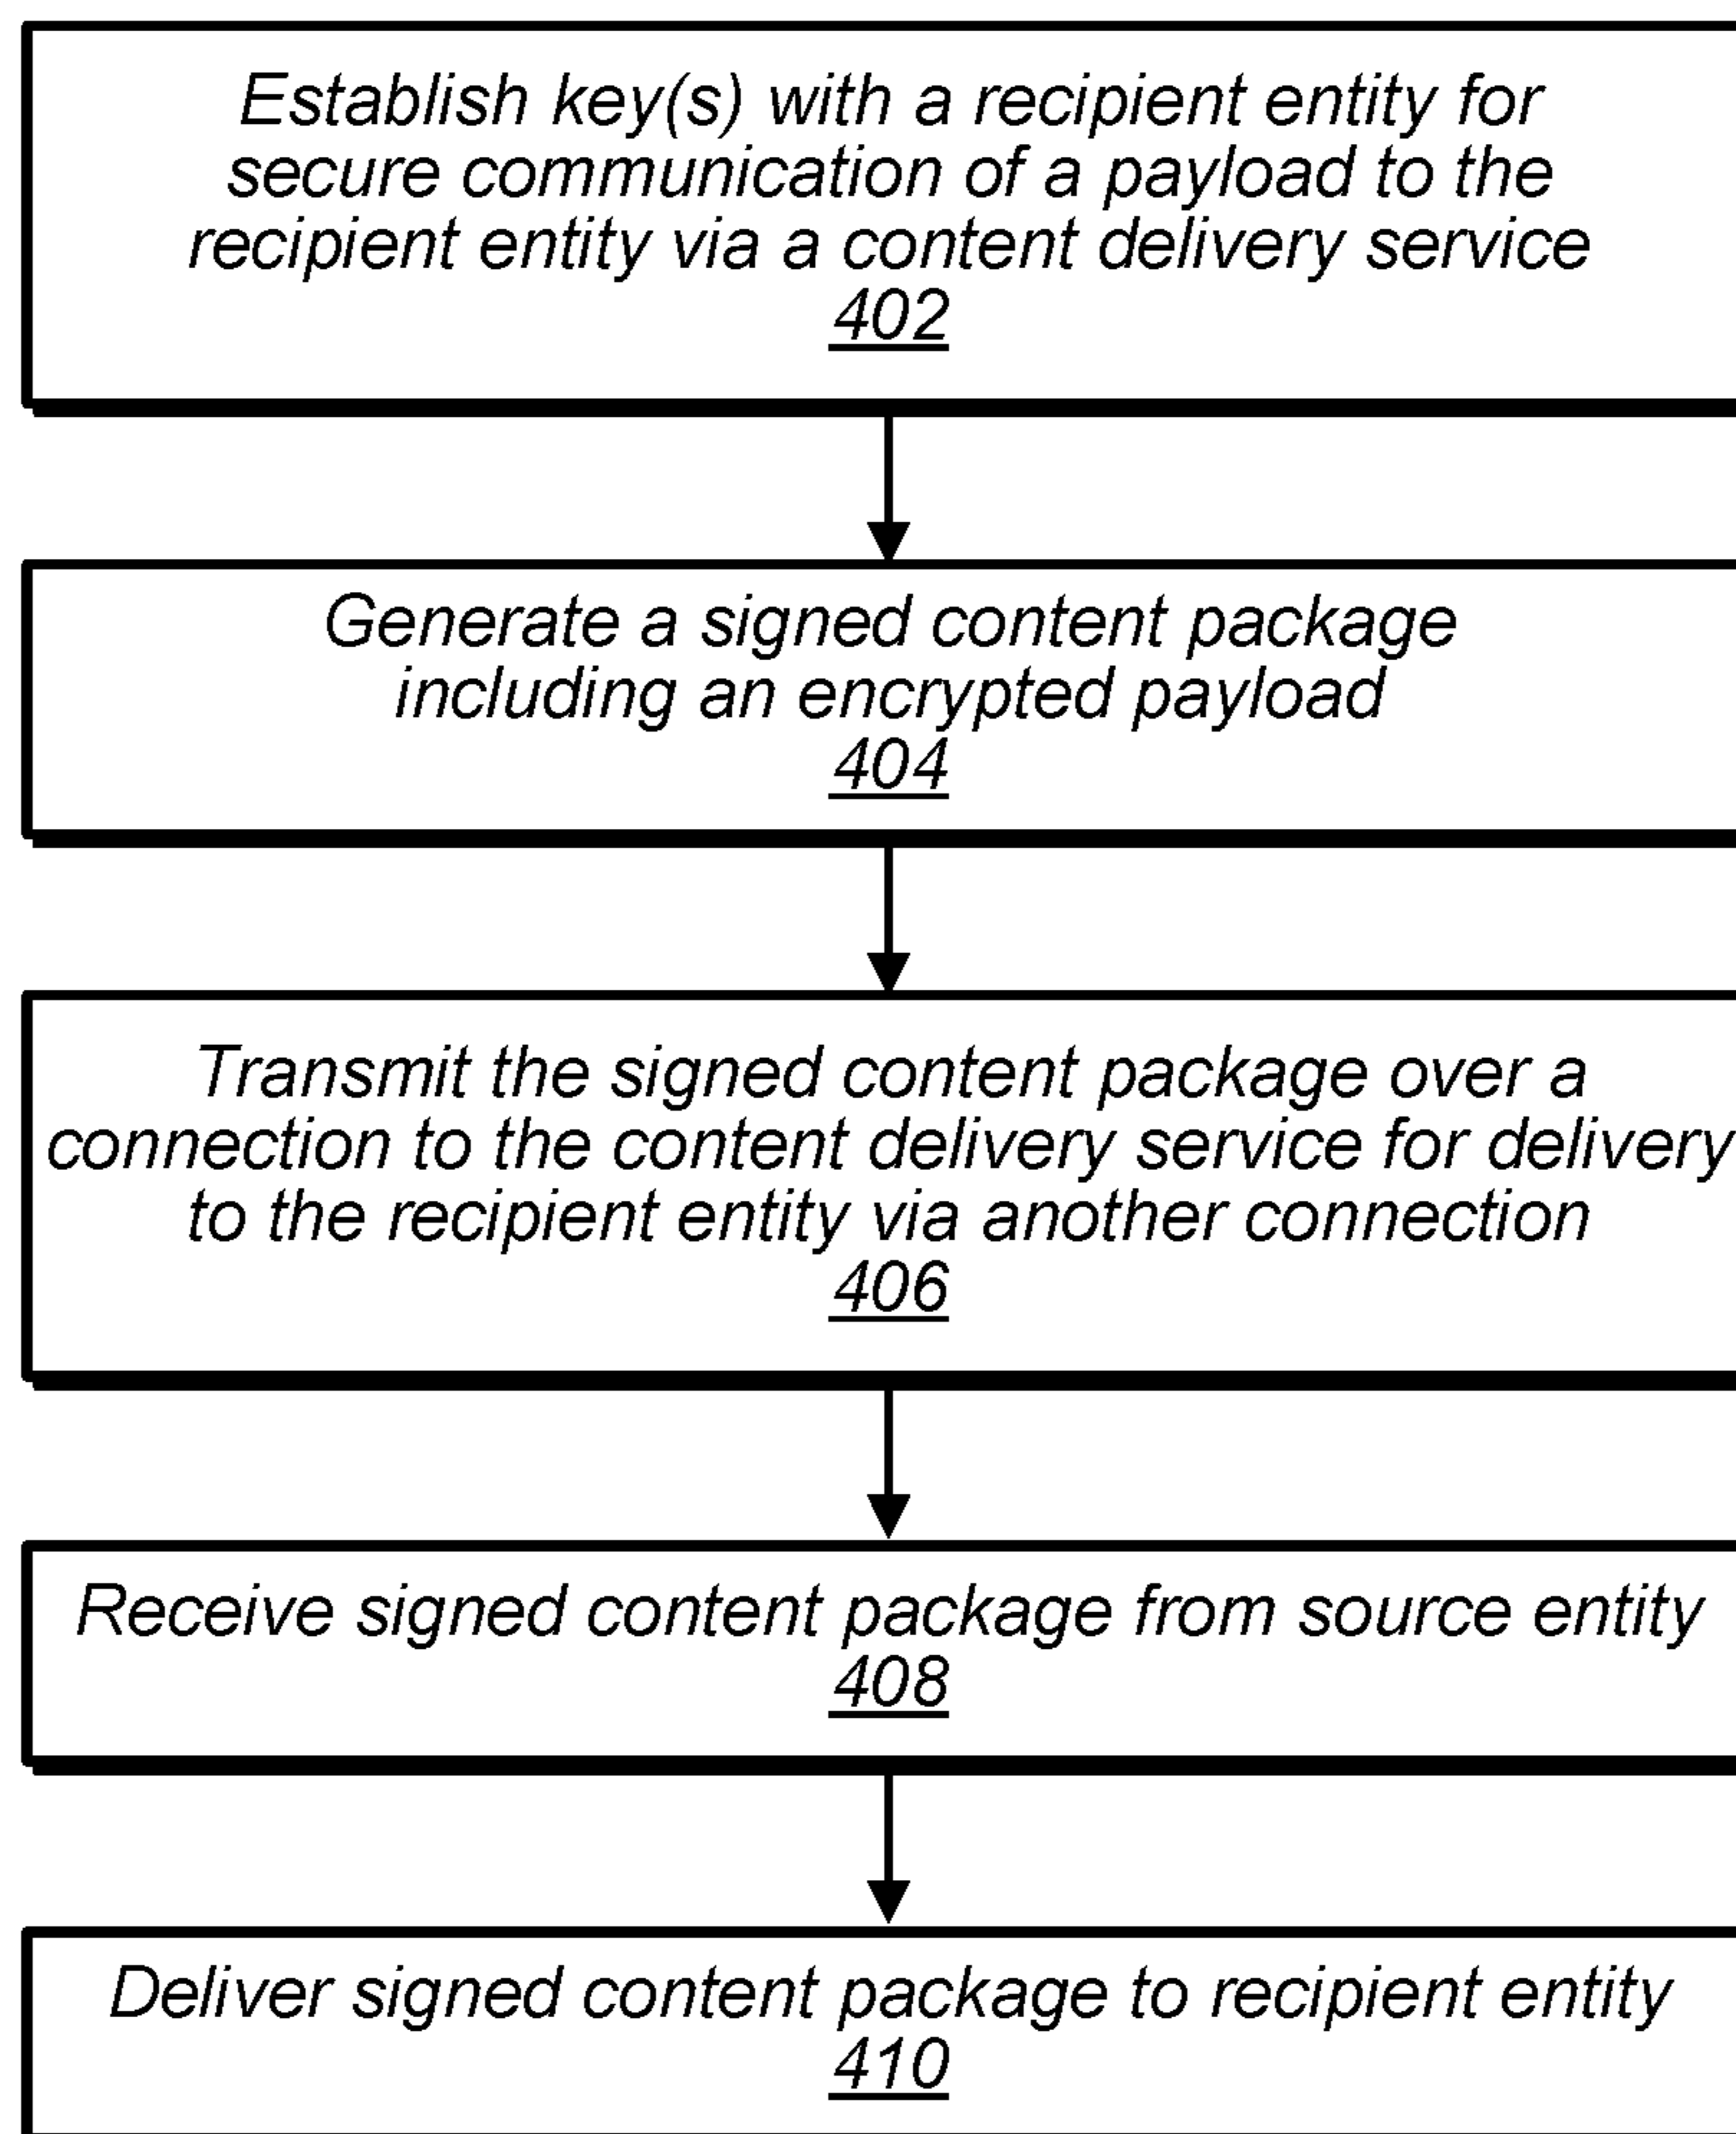 Establish key(s) with a recipient entity for
secure communication of a payload to the
recipient entity via a content delivery service
402
Generate a signed content package
including an encrypted payload
404
Transmit the signed content package over a
connection to the content delivery service for delivery
to the recipient entity via another connection
406
Receive signed content package from source entity
408
Deliver signed content package to recipient entity
410